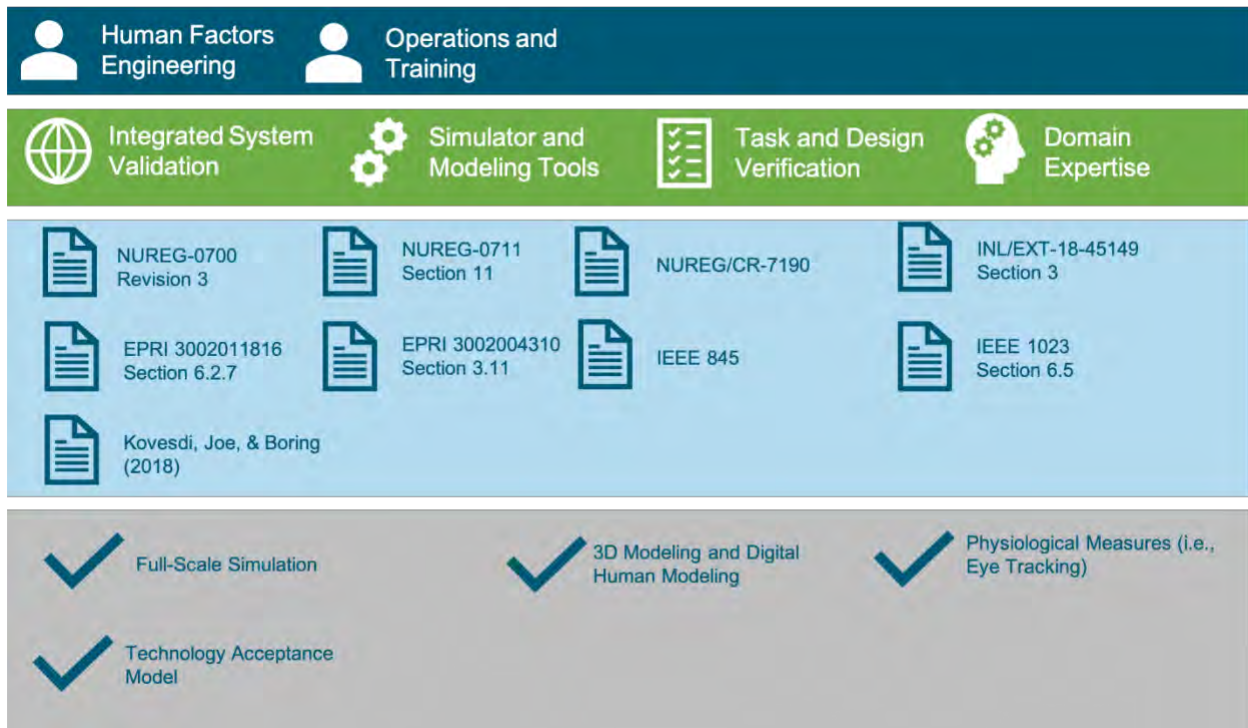 Human Factors
Engineering
Operations and
Training
Integrated System
Validation
Simulator and
Modeling Tools
Task and Design
Verification
Domain
Expertise
NUREG-0700
Revision 3
NUREG-0711
Section 11
NUREG/CR-7190
INL/EXT-18-45149
Section 3
EPRI 3002011816
Section 6.2.7
EPRI 3002004310
Section 3.11
IEEE 845
IEEE 1023
Section 6.5
Kovesdi, Joe, & Boring
(2018)
Full-Scale Simulation
3D Modeling and Digital
Human Modeling
Physiological Measures (i.e.,
Eye Tracking)
Technology Acceptance
Model